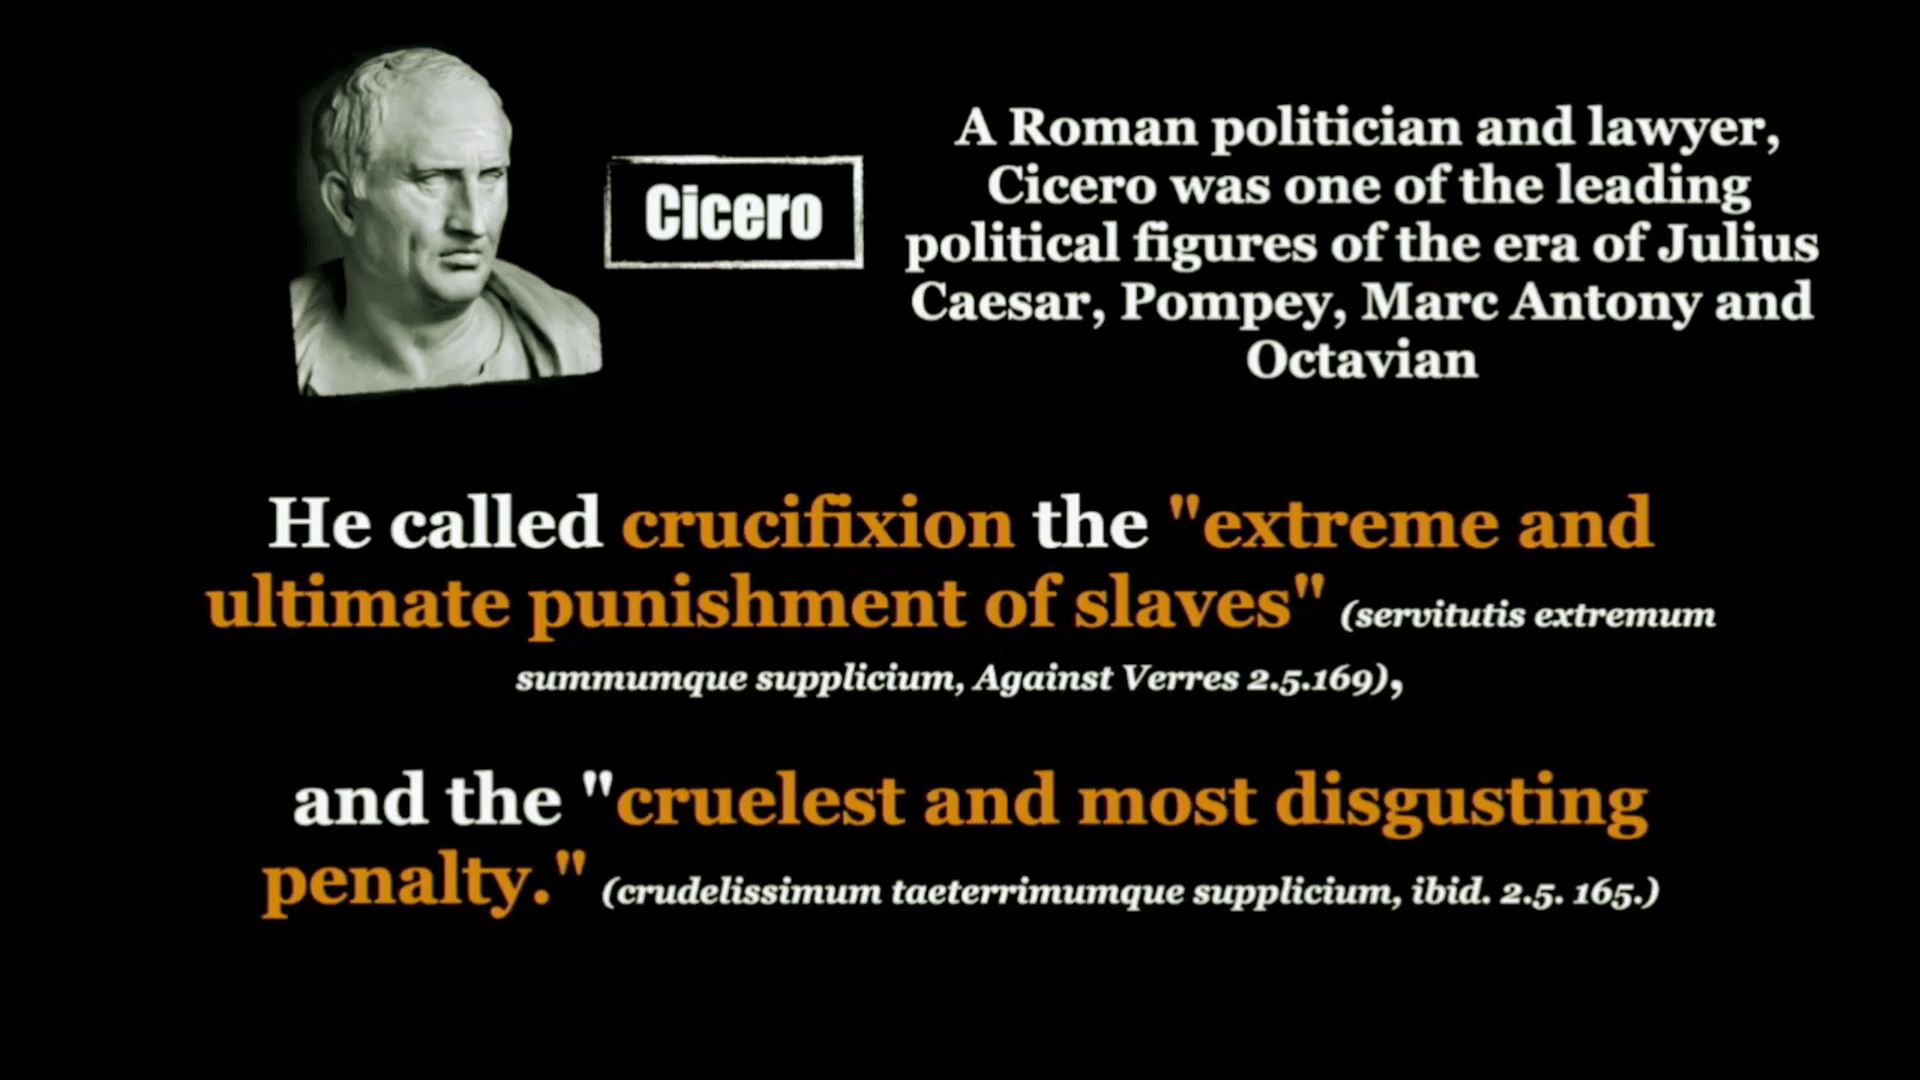 Cicero
A Roman politician and lawyer,
Cicero was one of the leading
political figures of the era of Julius
Caesar, Pompey, Marc Antony and
Octavian
He called crucifixion the "extreme and
ultimate punishment of slaves" (servitutis extremum
summumque supplicium, Against Verres 2.5.169),
and the "cruelest and most disgusting
penalty." (crudelissimum taeterrimumque supplicium, ibid. 2.5. 165.)